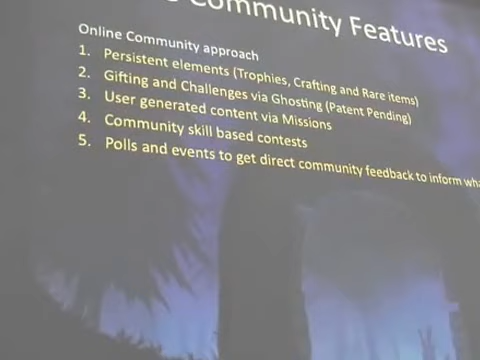 Community Features
Online Community approach
1. Persistent elements (Trophies, Crafting and Rare items)
2. Gifting and Challenges via Ghosting (Patent Pending)
3. User generated content via Missions
4. Community skill based contests
5. Polls and events to get direct community feedback to inform